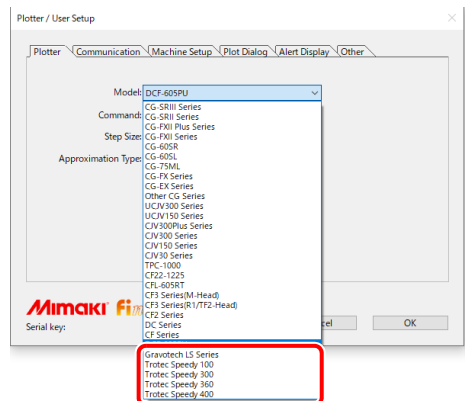 Plotter / User Setup
Plotter Communication Machine Setup Plot Dialog Alert Display Other
Model: DCF-605PU
Command:
Step Size:
Approximation Type:
CG-SRIII Series
CG-SRII Series
CG-FXII Plus Series
CG-FXII Series
CG-60SR
CG-60SL
CG-75ML
CG-FX Series
CG-EX Series
Other CG Series
UCJV300 Series
UCJV150 Series
CJV300Plus Series
CJV300 Series
CJV150 Series
CJV30 Series
TPC-1000
CF22-1225
CFL-605RT
CF3 Series(M-Head)
CF3 Series(R1/TF2-Head)
CF2 Series
DC Series
CF Series
Gravotech LS Series
Trotec Speedy 100
Trotec Speedy 300
Trotec Speedy 360
Trotec Speedy 400
Mimaki
Serial key:
OK